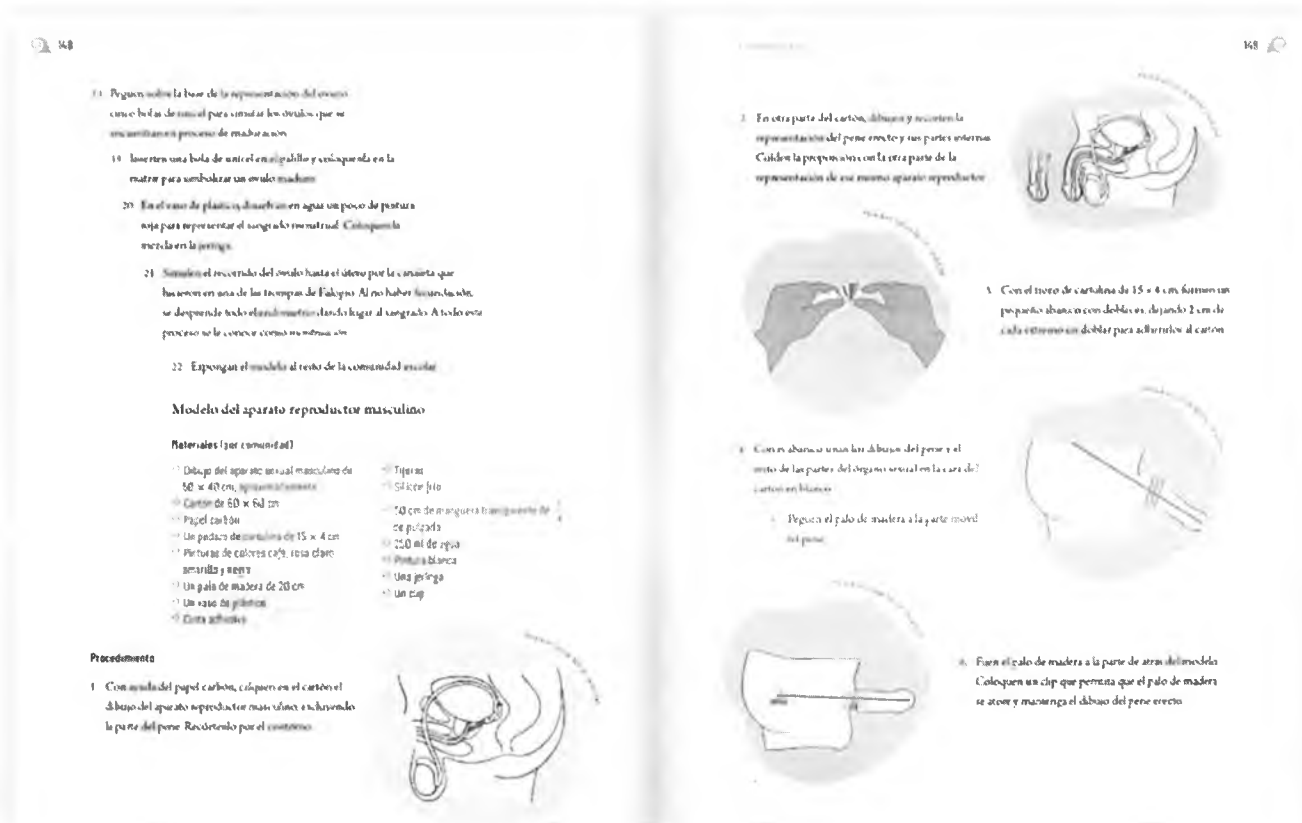 148
Peguen sobre la base de la representación del ovario
cinco bolas de unicel para simular los óvulos que se
encuentran en proceso de maduración
19 Inserten una bola de unicel en el palillo y colóquenla en la
matriz para simbolizar un óvulo maduro
20 En el vaso de plástico, disuelvan en agua un poco de pintura
roja para representar el sangrado menstrual. Coloquen la
mezcla en la jeringa
21 Simulen el recorrido del óvulo hasta el útero por la canaleta que
hicieron en una de las trompas de Falopio. Al no haber fecundación,
se desprende todo el endometrio dando lugar al sangrado. A todo este
proceso se le conoce como menstruación
22 Expongan el modelo al resto de la comunidad escolar
Modelo del aparato reproductor masculino
Materiales (por comunidad)
Dibujo del aparato sexual masculino de
60 × 40 cm, aproximadamente
Cartón de 60 × 60 cm
Papel carbón
Un pedazo de cartulina de 15 × 4 cm
Pinturas de colores café, rosa claro
amarilla y negra
Un palo de madera de 20 cm
Un vaso de plástico
Cinta adhesiva
Tijeras
Silicón frío
50 cm de manguera transparente de
de pulgada
250 ml de agua
Pintura blanca
Una jeringa
Un clip
Procedimiento
1 Con ayuda del papel carbón, calquen en el cartón el
dibujo del aparato reproductor masculino, excluyendo
la parte del pene. Recórtenlo por el contorno
En otra parte del cartón, dibujen y recorten la
representación del pene erecto y sus partes internas
Cuiden la proporción con la otra parte de la
representación de ese mismo aparato reproductor
Con el trozo de cartulina de 15 × 4 cm, formen un
pequeño abanico con dobleces, dejando 2 cm de
cada extremo sin doblar para adherirlos al cartón
Con el abanico unan los dibujos del pene y el
resto de las partes del órgano sexual en la cara del
cartón en blanco
Peguen el palo de madera a la parte móvil
del pene
Fijen el palo de madera a la parte de atrás del modelo
Coloquen un clip que permita que el palo de madera
se atore y mantenga el dibujo del pene erecto